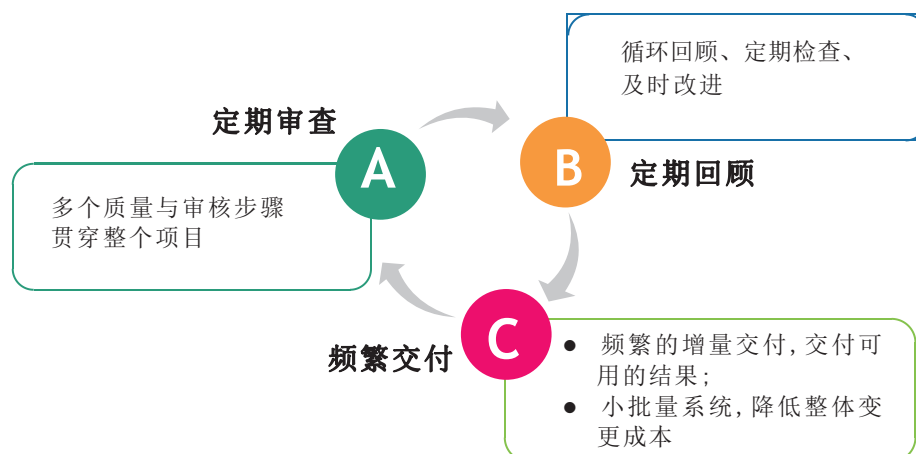 定期审查
A
多个质量与审核步骤
贯穿整个项目
循环回顾、定期检查、
及时改进
B
定期回顾
频繁交付
C
● 频繁的增量交付,交付可
用的结果;
● 小批量系统,降低整体变
更成本